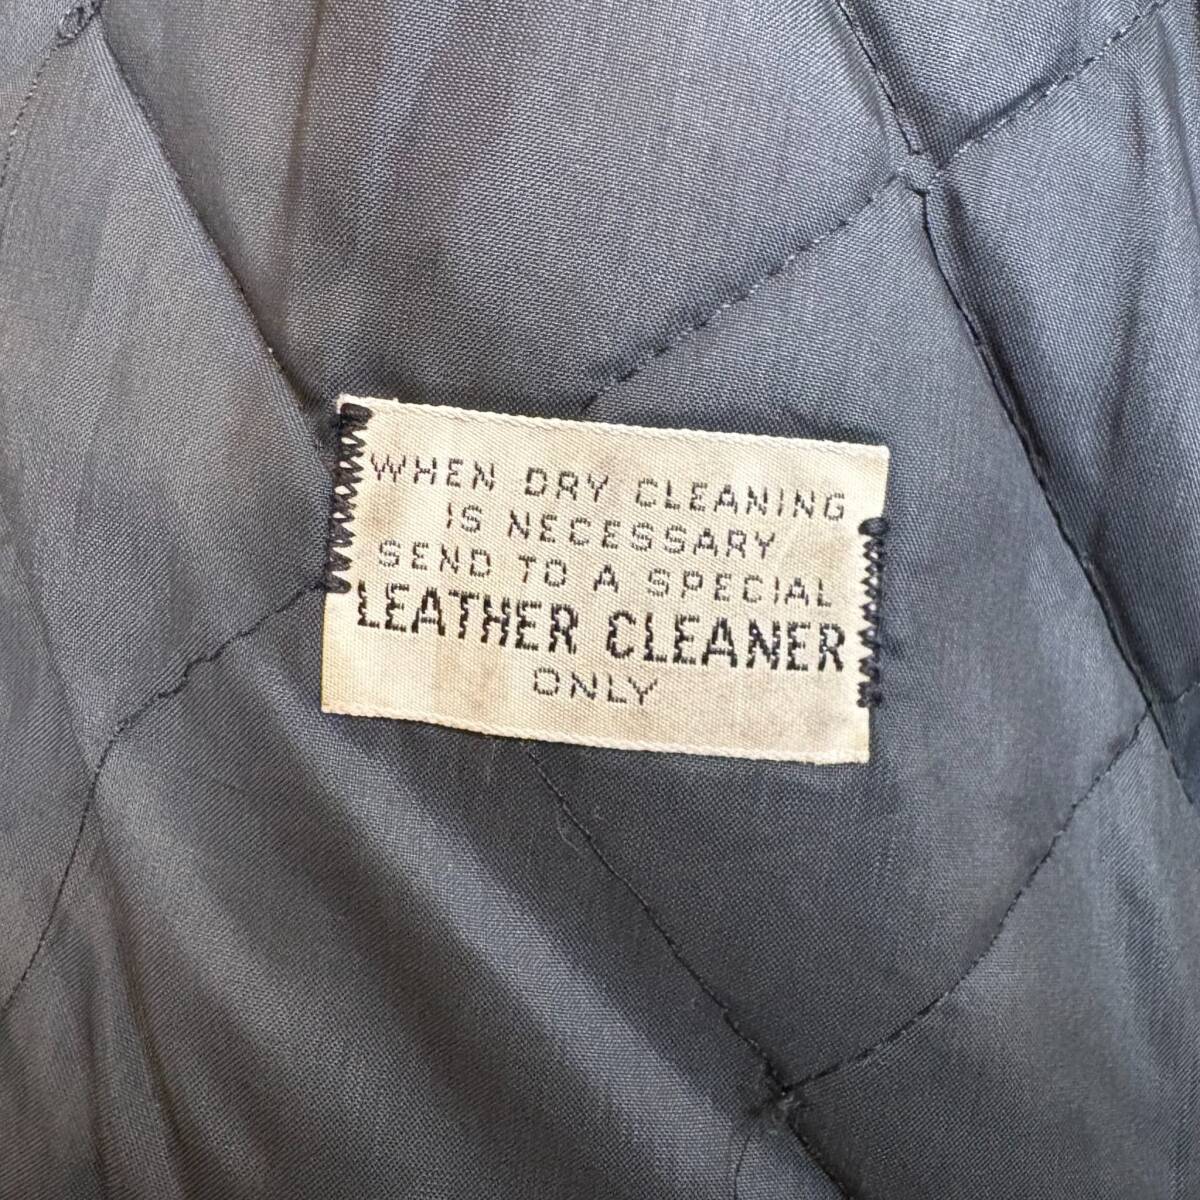 WHEN DRY CLEANING
IS NECESSARY
SEND TO A SPECIAL
LEATHER CLEANER
ONLY